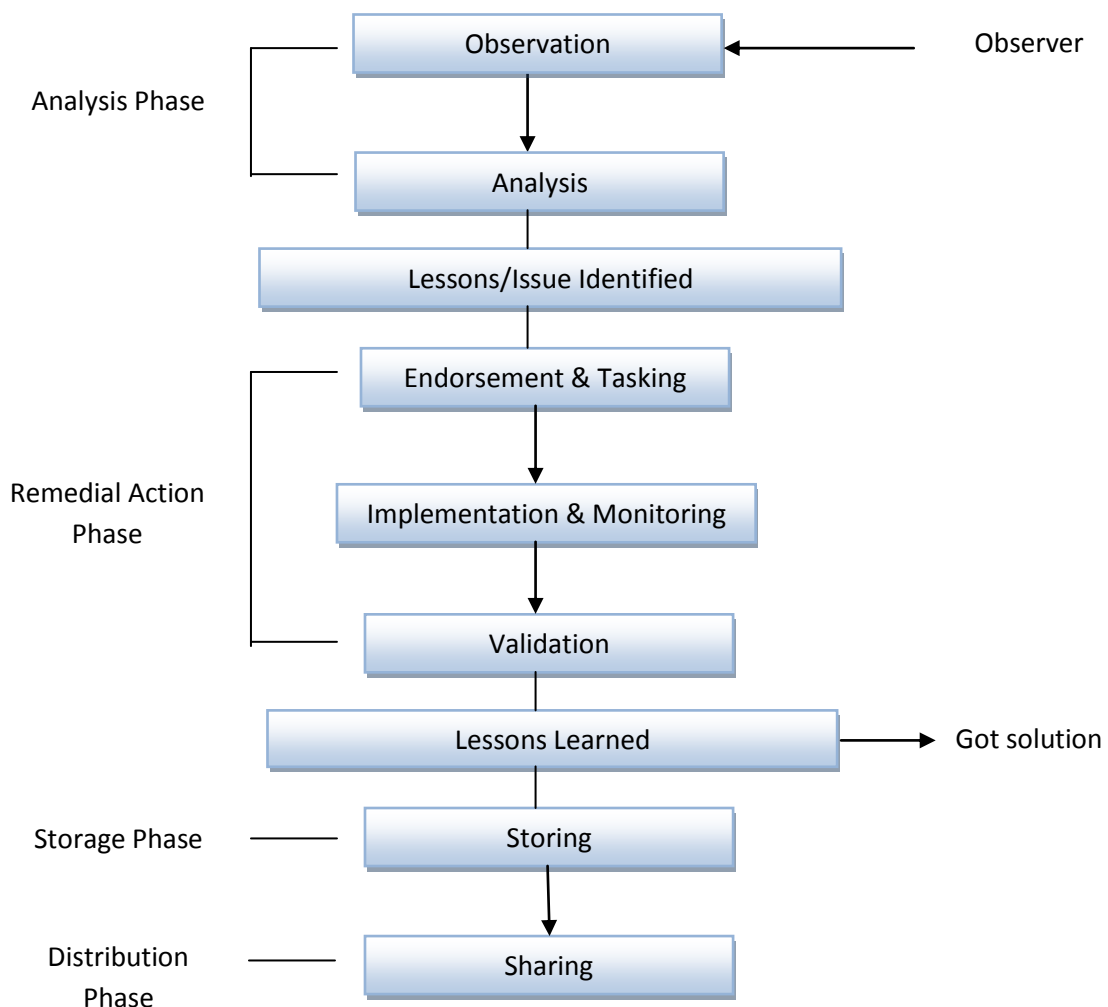 Observation
Observer
Analysis Phase
Analysis
Lessons/Issue Identified
Endorsement & Tasking
Remedial Action
Phase
Implementation & Monitoring
Validation
Lessons Learned
Got solution
Storage Phase
Storing
Distribution
Phase
Sharing